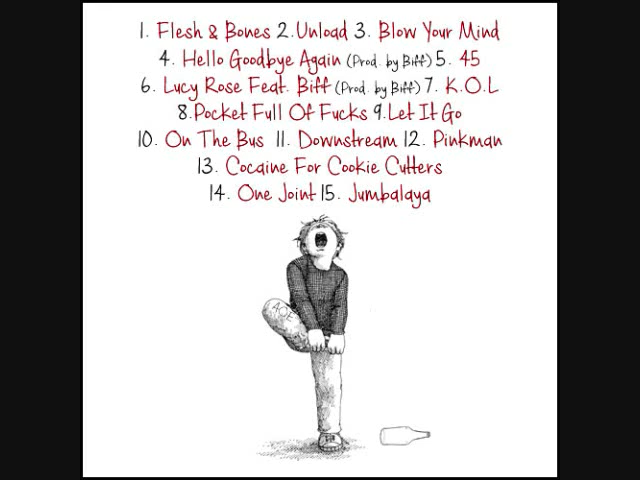 1. Flesh & Bones 2.Unload 3. Blow Your Mind
4. Hello Goodbye Again (Prod. by Biff) 5. 45
6. Lucy Rose Feat. Biff (Prod. by Biff) 7. K.O.L
8.Pocket Full Of Fucks 9.Let It Go
10. On The Bus 11. Downstream 12. Pinkman
13. Cocaine For Cookie Cutters
14. One Joint 15. Jumbalaya
AOE